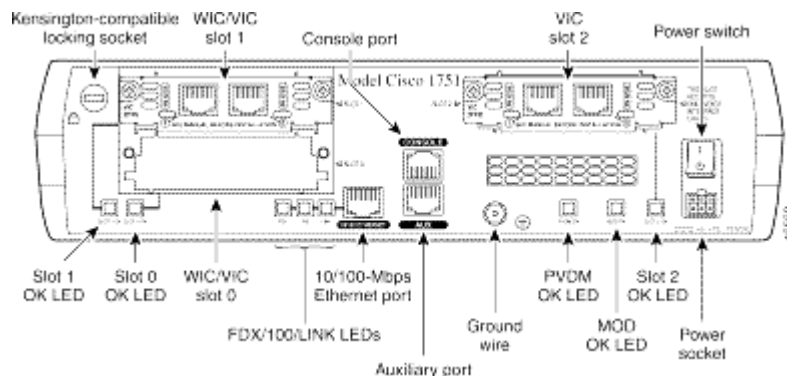 Kensington-compatible
locking socket
WIC/VIC
slot 1
Console port
VIC
slot 2
Power switch
Model Cisco 1751
CONSOLE
AUX
Slot 1
OK LED
Slot 0
OK LED
WIC/VIC
slot 0
FDX/100/LINK LEDs
10/100-Mbps
Ethernet port
Auxiliary port
Ground
wire
PVDM
OK LED
MOD
OK LED
Slot 2
OK LED
Power
socket